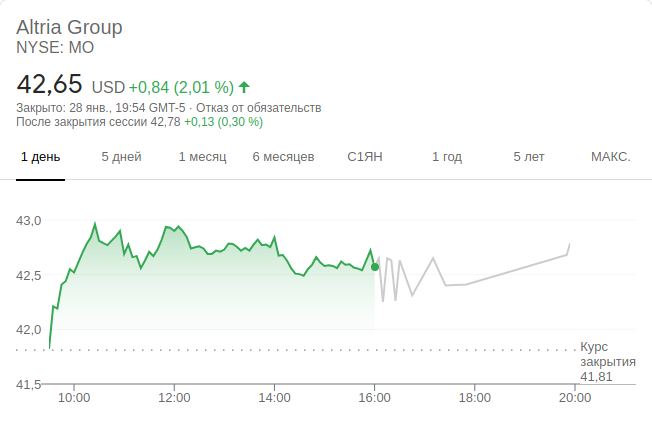 Altria Group
NYSE: MO
42,65 USD +0,84 (2,01 %)
Закрыто: 28 янв., 19:54 GMT-5 · Отказ от обязательств
После закрытия сессии 42,78 +0,13 (0,30 %)
1 день 5 дней 1 месяц 6 месяцев С1ЯН 1 год 5 лет МАКС.
43,0
42,5
42,0
Курс
закрытия
41,81
41,5
10:00 12:00 14:00 16:00 18:00 20:00